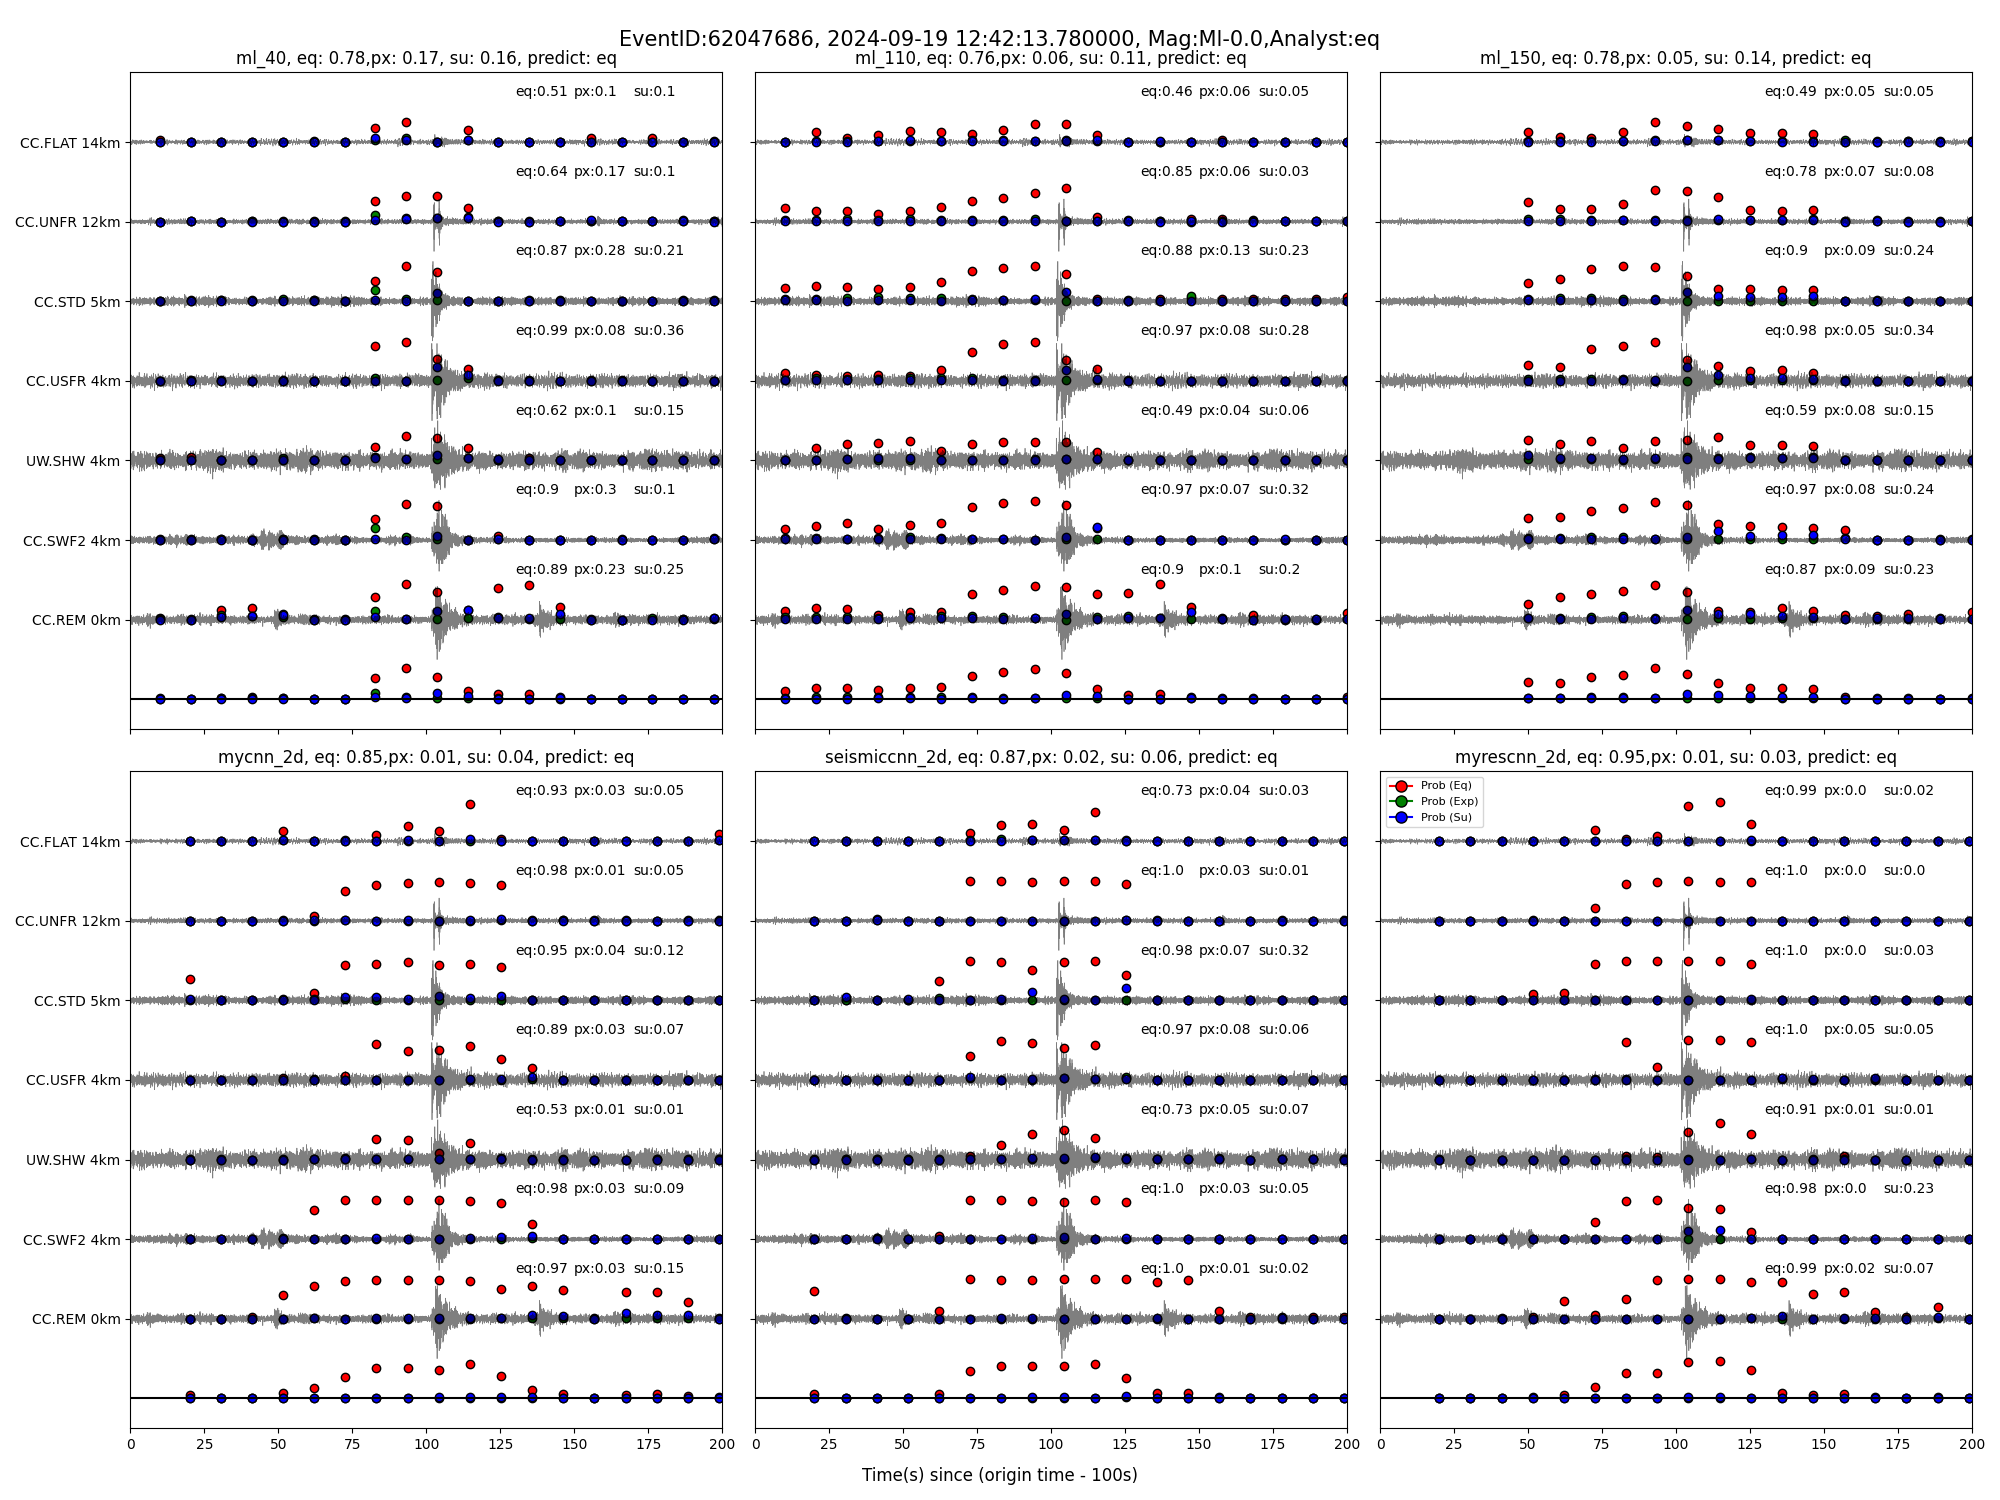 EventID:62047686, 2024-09-19 12:42:13.780000, Mag:Ml-0.0,Analyst:eq
ml_40, eq: 0.78,px: 0.17, su: 0.16, predict: eq
CC.FLAT 14km
eq:0.51 px:0.1 su:0.1
CC.UNFR 12km
eq:0.64 px:0.17 su:0.1
CC.STD 5km
eq:0.87 px:0.28 su:0.21
CC.USFR 4km
eq:0.99 px:0.08 su:0.36
UW.SHW 4km
eq:0.62 px:0.1 su:0.15
CC.SWF2 4km
eq:0.9 px:0.3 su:0.1
CC.REM 0km
eq:0.89 px:0.23 su:0.25
ml_110, eq: 0.76,px: 0.06, su: 0.11, predict: eq
eq:0.46 px:0.06 su:0.05
eq:0.85 px:0.06 su:0.03
eq:0.88 px:0.13 su:0.23
eq:0.97 px:0.08 su:0.28
eq:0.49 px:0.04 su:0.06
eq:0.97 px:0.07 su:0.32
eq:0.9 px:0.1 su:0.2
ml_150, eq: 0.78,px: 0.05, su: 0.14, predict: eq
eq:0.49 px:0.05 su:0.05
eq:0.78 px:0.07 su:0.08
eq:0.9 px:0.09 su:0.24
eq:0.98 px:0.05 su:0.34
eq:0.59 px:0.08 su:0.15
eq:0.97 px:0.08 su:0.24
eq:0.87 px:0.09 su:0.23
mycnn_2d, eq: 0.85,px: 0.01, su: 0.04, predict: eq
CC.FLAT 14km
eq:0.93 px:0.03 su:0.05
CC.UNFR 12km
eq:0.98 px:0.01 su:0.05
CC.STD 5km
eq:0.95 px:0.04 su:0.12
CC.USFR 4km
eq:0.89 px:0.03 su:0.07
UW.SHW 4km
eq:0.53 px:0.01 su:0.01
CC.SWF2 4km
eq:0.98 px:0.03 su:0.09
CC.REM 0km
eq:0.97 px:0.03 su:0.15
0 25 50 75 100 125 150 175 200
seismiccnn_2d, eq: 0.87,px: 0.02, su: 0.06, predict: eq
eq:0.73 px:0.04 su:0.03
eq:1.0 px:0.03 su:0.01
eq:0.98 px:0.07 su:0.32
eq:0.97 px:0.08 su:0.06
eq:0.73 px:0.05 su:0.07
eq:1.0 px:0.03 su:0.05
eq:1.0 px:0.01 su:0.02
0 25 50 75 100 125 150 175 200
myrescnn_2d, eq: 0.95,px: 0.01, su: 0.03, predict: eq
Prob (Eq)
Prob (Exp)
Prob (Su)
eq:0.99 px:0.0 su:0.02
eq:1.0 px:0.0 su:0.0
eq:1.0 px:0.0 su:0.03
eq:1.0 px:0.05 su:0.05
eq:0.91 px:0.01 su:0.01
eq:0.98 px:0.0 su:0.23
eq:0.99 px:0.02 su:0.07
0 25 50 75 100 125 150 175 200
Time(s) since (origin time - 100s)